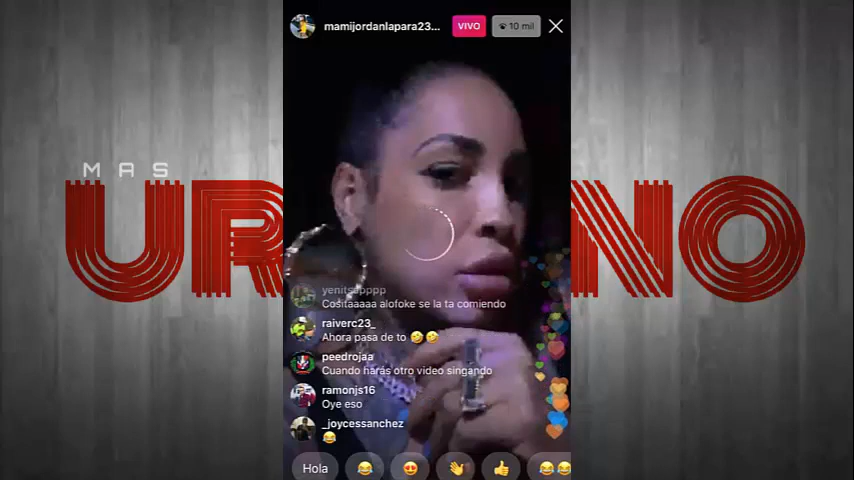 mamijordanlapara23...
VIVO
10 mil
MAS
UR
NO
yenitsapppp
Cositaaaaa alofoke se la ta comiendo
raiverc23_
Ahora pasa de to 🤣🤣
peedrojaa
Cuando harás otro video singando
ramonjs16
Oye eso
_joycessanchez
😂
Hola 😂 😍 👋 👍 😂😂